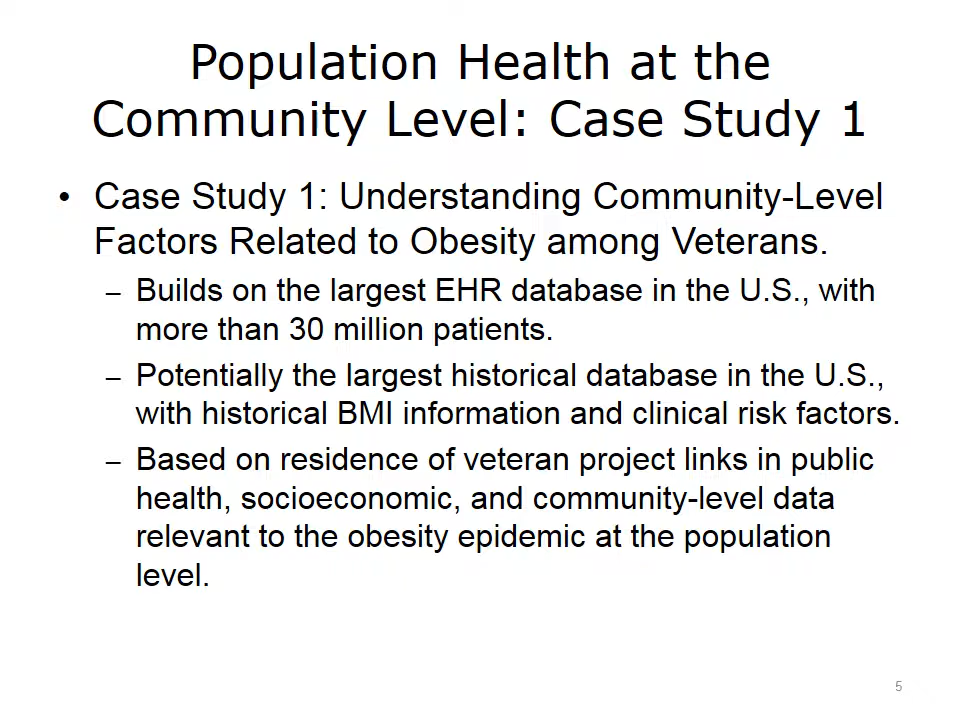 Population Health at the
Community Level: Case Study 1
• Case Study 1: Understanding Community-Level
Factors Related to Obesity among Veterans.
– Builds on the largest EHR database in the U.S., with
more than 30 million patients.
– Potentially the largest historical database in the U.S.,
with historical BMI information and clinical risk factors.
– Based on residence of veteran project links in public
health, socioeconomic, and community-level data
relevant to the obesity epidemic at the population
level.
5